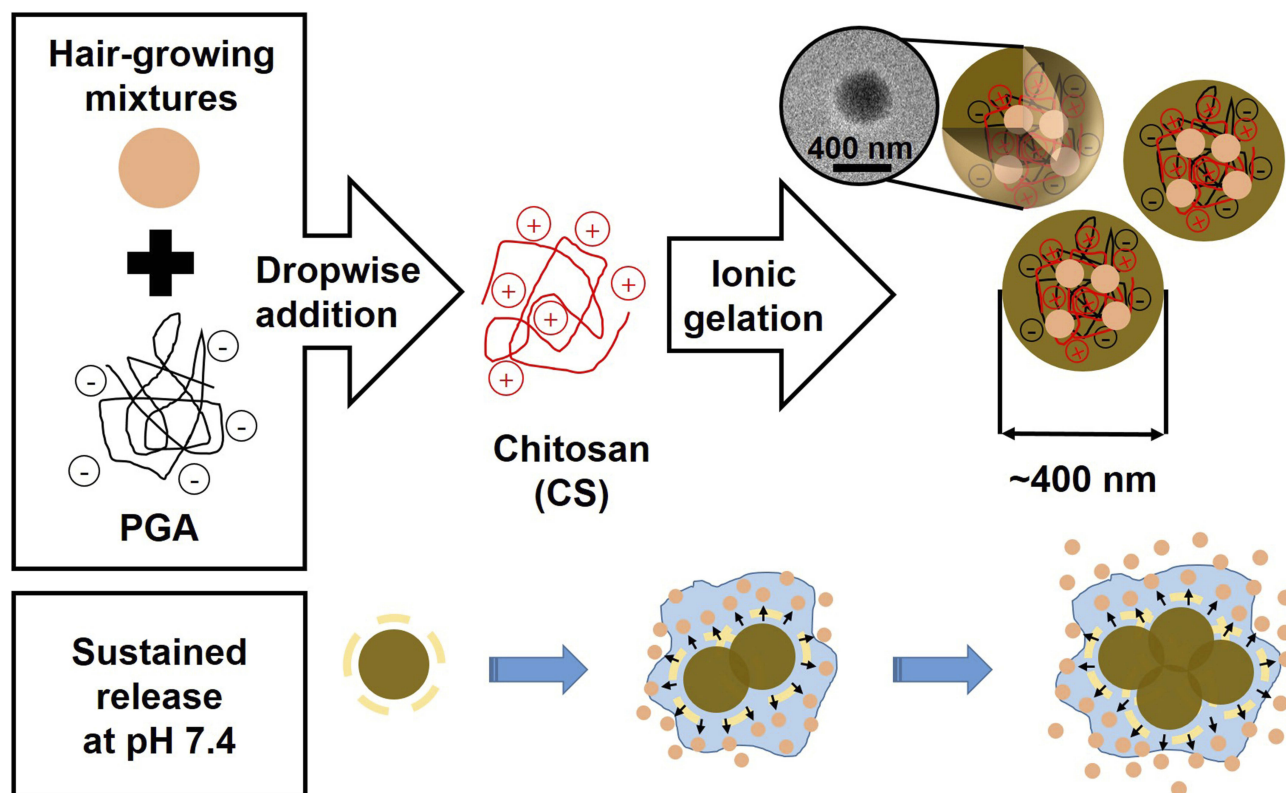 Hair-growing
mixtures
PGA
Dropwise
addition
Chitosan
(CS)
Ionic
gelation
400 nm
~400 nm
Sustained
release
at pH 7.4